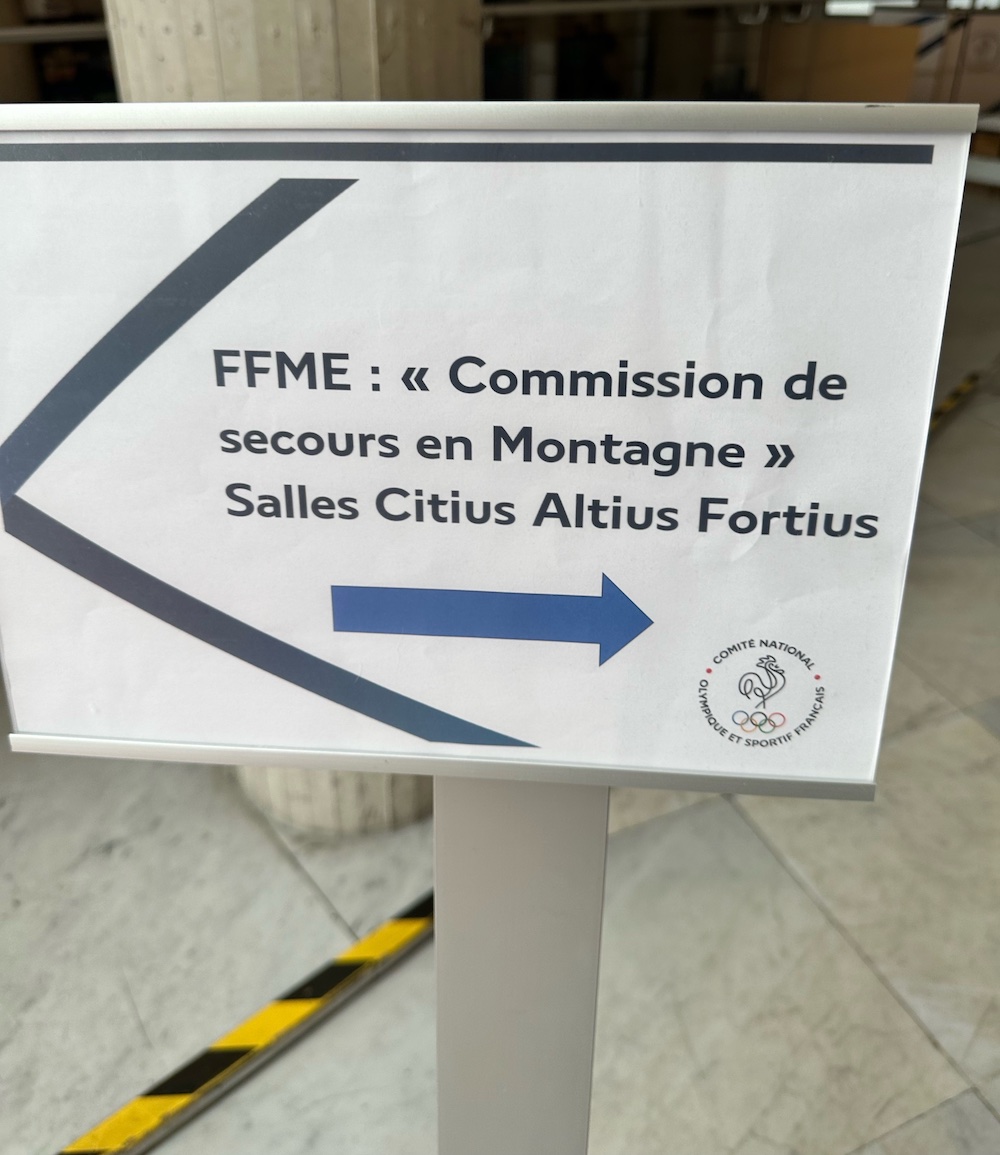 FFME : « Commission de
secours en Montagne »
Salles Citius Altius Fortius
COMITÉ NATIONAL
OLYMPIQUE ET SPORTIF FRANÇAIS